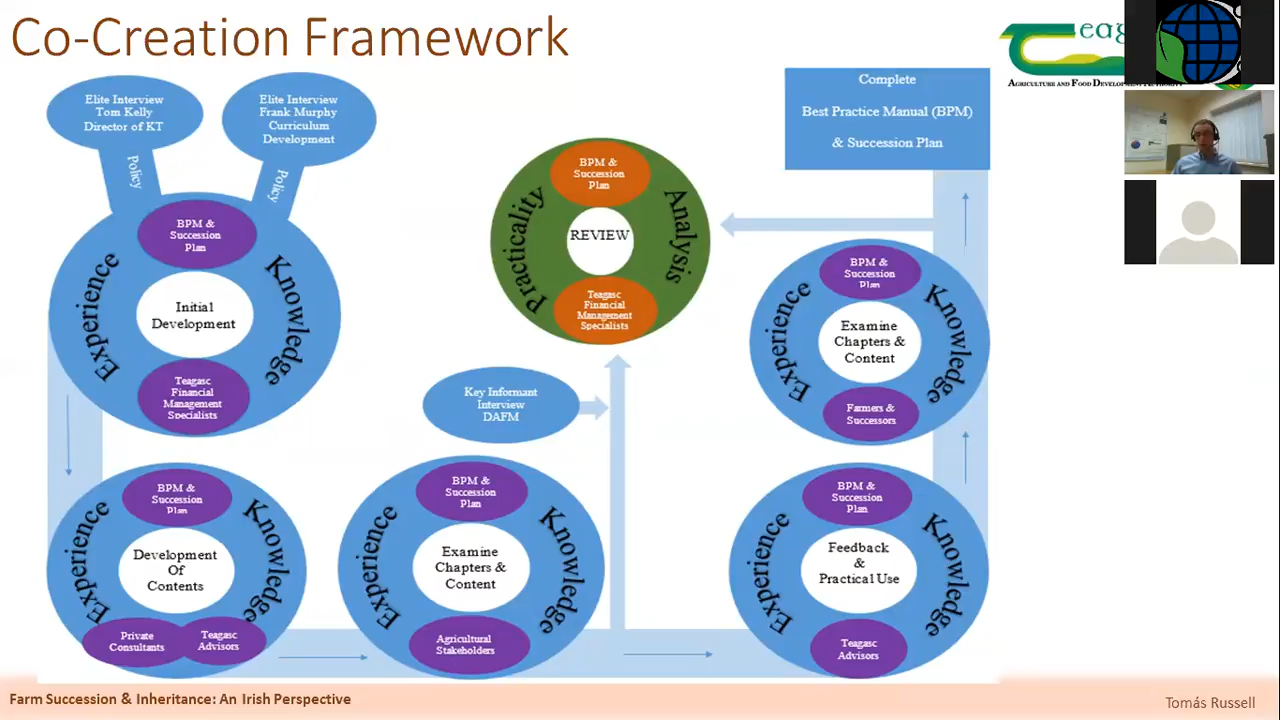 Co-Creation Framework
eag
AGRICULTURE AND FOOD DEVELOPMENT
Elite Interview
Tom Kelly
Director of KT
Elite Interview
Frank Murphy
Curriculum
Development
Policy
Policy
BPM &
Succession
Plan
Experience
Knowledge
Initial
Development
Teagasc
Financial
Management
Specialists
BPM &
Succession
Plan
Practicality
Analysis
REVIEW
Teagasc
Financial
Management
Specialists
Complete
Best Practice Manual (BPM)
& Succession Plan
BPM &
Succession
Plan
Experience
Knowledge
Examine
Chapters &
Content
Farmers &
Successors
Key Informant
Interview
DAFM
BPM &
Succession
Plan
Experience
Knowledge
Development
Of
Contents
Private
Consultants
Teagasc
Advisors
BPM &
Succession
Plan
Experience
Knowledge
Examine
Chapters &
Content
Agricultural
Stakeholders
BPM &
Succession
Plan
Experience
Knowledge
Feedback
&
Practical Use
Teagasc
Advisors
Farm Succession & Inheritance: An Irish Perspective
Tomás Russell